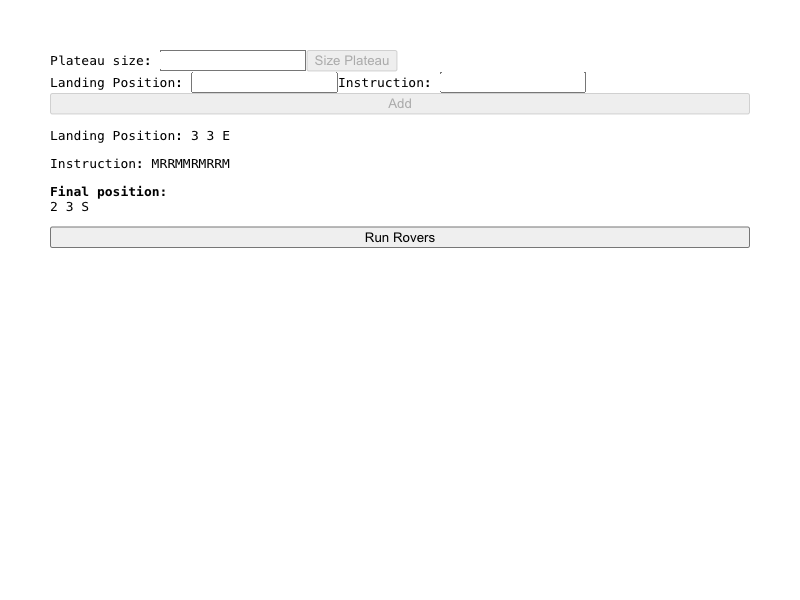 Plateau size: Size Plateau
Landing Position: Instruction:
Add
Landing Position: 3 3 E
Instruction: MRRMMRMRRM
Final position:
2 3 S
Run Rovers